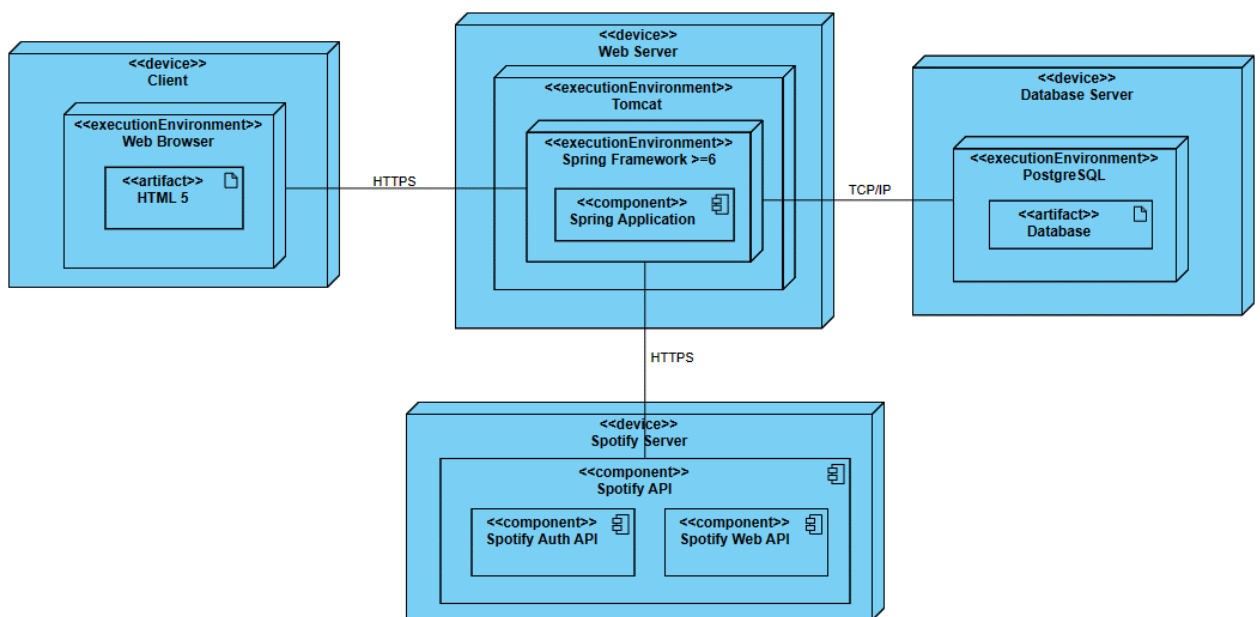 <<device>>
Client
<<executionEnvironment>>
Web Browser
<<artifact>>
HTML 5
HTTPS
<<device>>
Web Server
<<executionEnvironment>>
Tomcat
<<executionEnvironment>>
Spring Framework >=6
<<component>>
Spring Application
TCP/IP
<<device>>
Database Server
<<executionEnvironment>>
PostgreSQL
<<artifact>>
Database
HTTPS
<<device>>
Spotify Server
<<component>>
Spotify API
<<component>>
Spotify Auth API
<<component>>
Spotify Web API